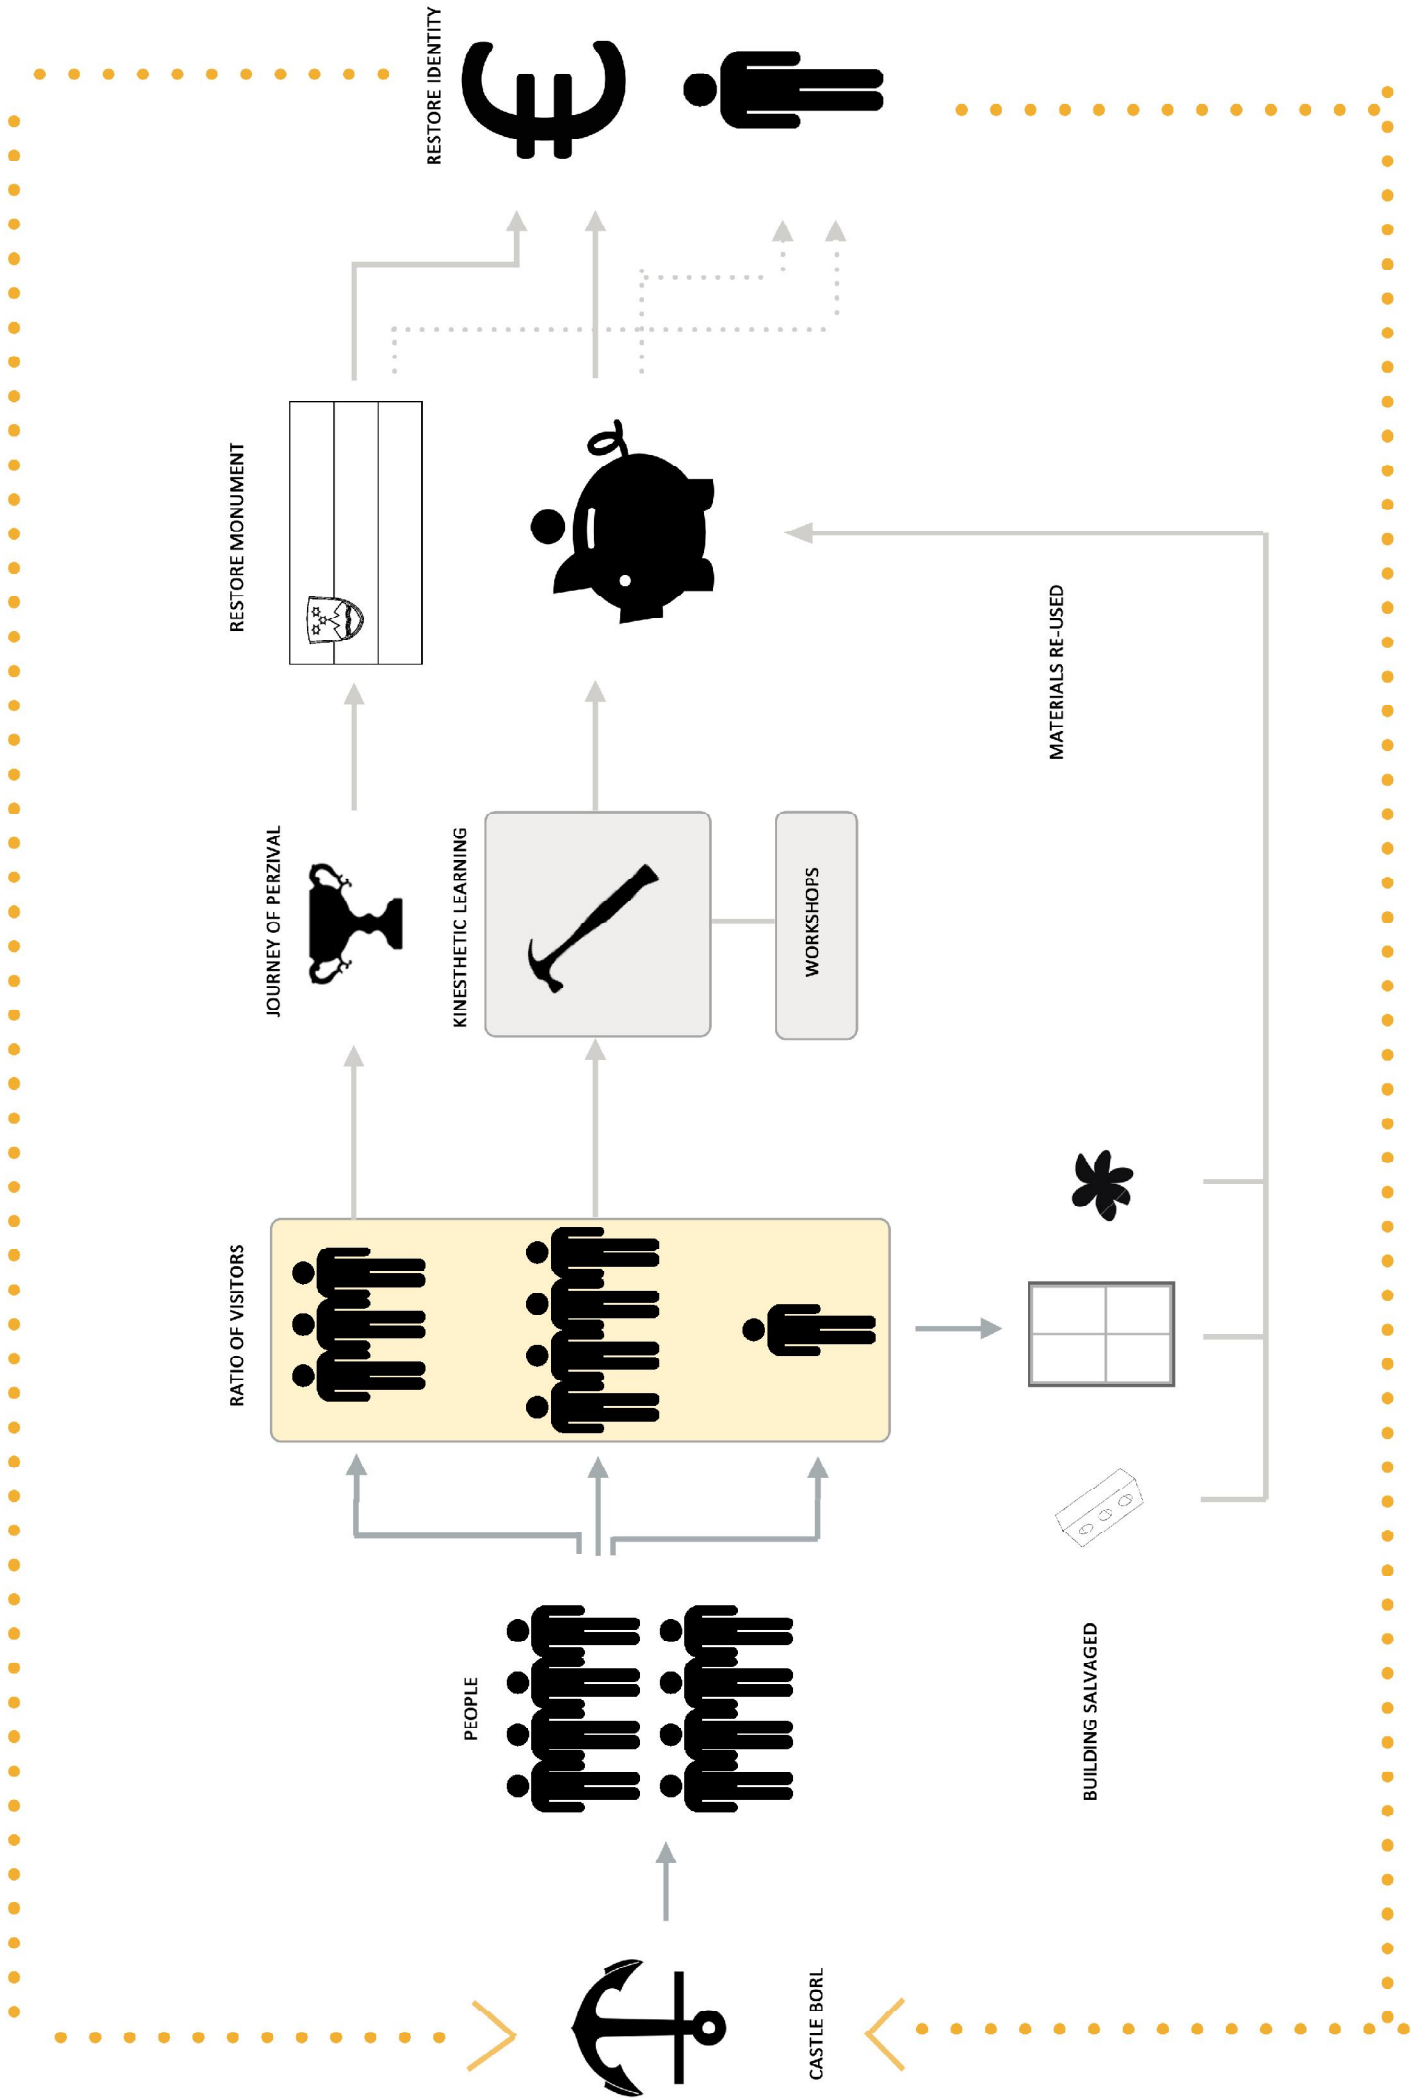 CASTLE BORL
PEOPLE
BUILDING SALVAGED
RATIO OF VISITORS
JOURNEY OF PERZIVAL
KINESTHETIC LEARNING
WORKSHOPS
MATERIALS RE-USED
RESTORE MONUMENT
RESTORE IDENTITY